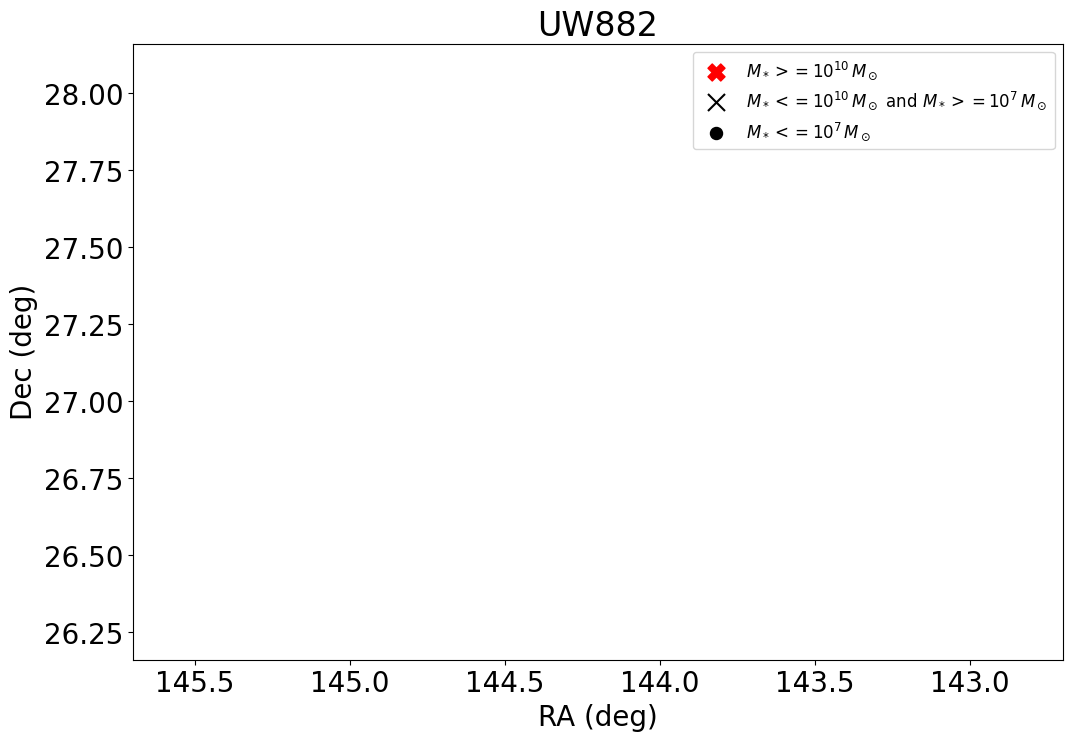 UW882
M* >= 10^10 M⊙
M* <= 10^10 M⊙ and M* >= 10^7 M⊙
M* <= 10^7 M⊙
28.00
27.75
27.50
27.25
27.00
26.75
26.50
26.25
Dec (deg)
145.5 145.0 144.5 144.0 143.5 143.0
RA (deg)